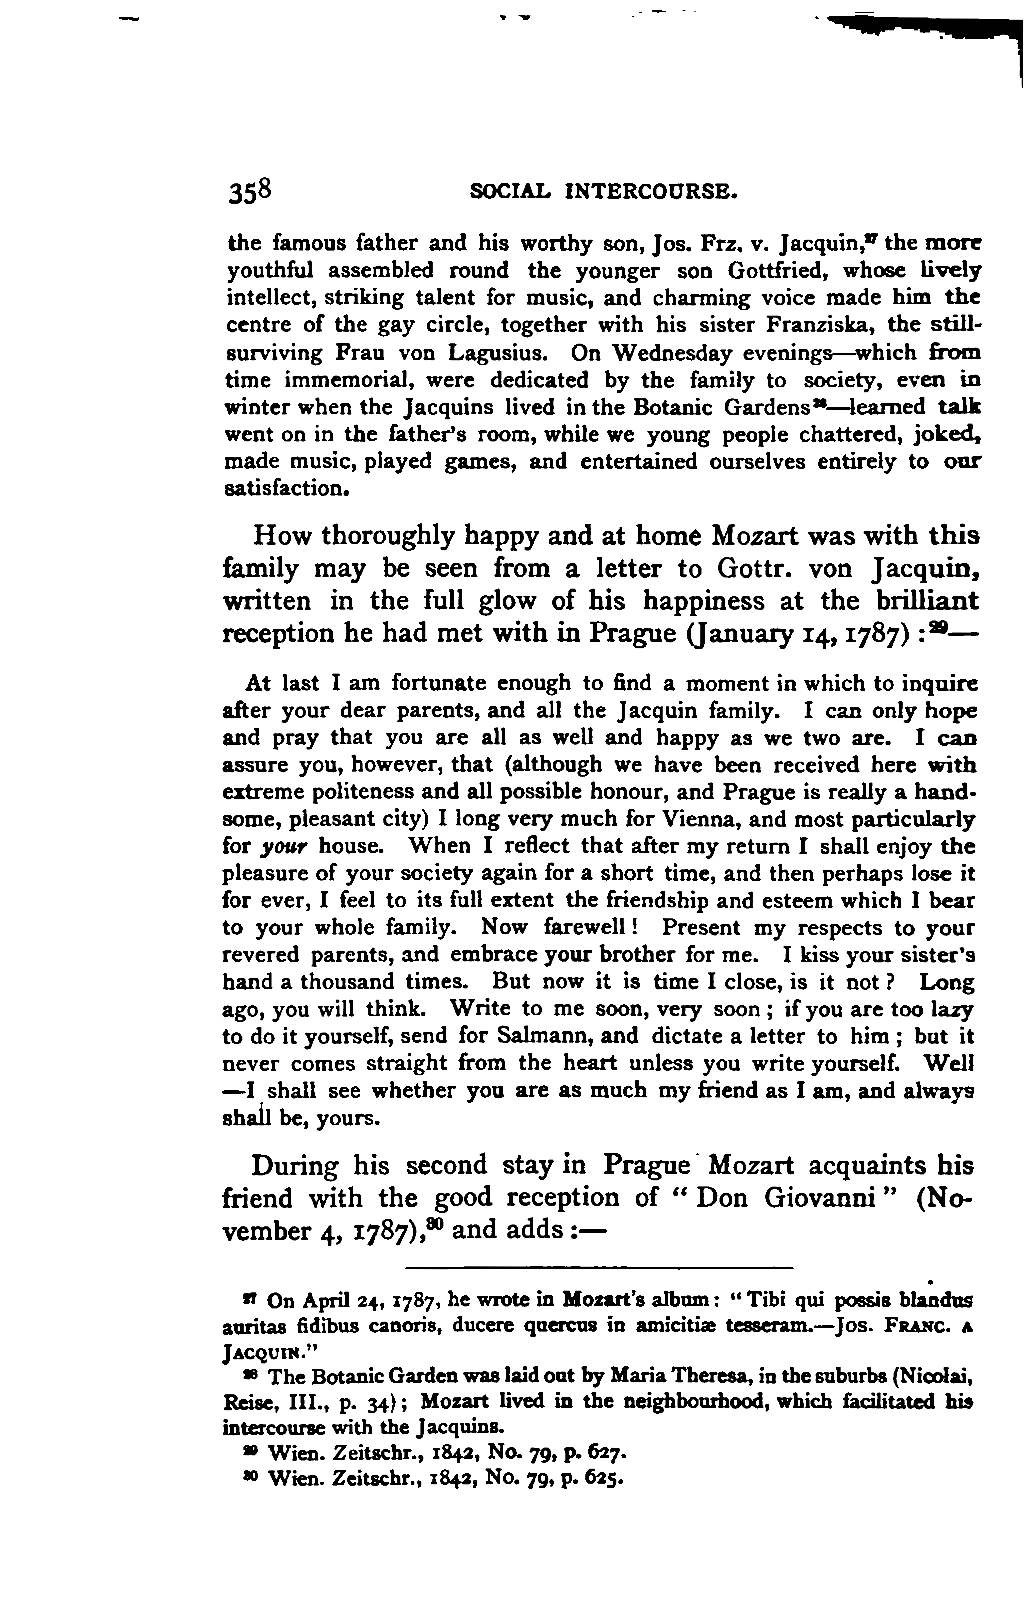 358 SOCIAL INTERCOURSE.
the famous father and his worthy son, Jos. Frz. v. Jacquin,²⁷ the more
youthful assembled round the younger son Gottfried, whose lively
intellect, striking talent for music, and charming voice made him the
centre of the gay circle, together with his sister Franziska, the still-
surviving Frau von Lagusius. On Wednesday evenings—which from
time immemorial, were dedicated by the family to society, even in
winter when the Jacquins lived in the Botanic Gardens²⁸—learned talk
went on in the father's room, while we young people chattered, joked,
made music, played games, and entertained ourselves entirely to our
satisfaction.
How thoroughly happy and at home Mozart was with this
family may be seen from a letter to Gottr. von Jacquin,
written in the full glow of his happiness at the brilliant
reception he had met with in Prague (January 14, 1787) :²⁹—
At last I am fortunate enough to find a moment in which to inquire
after your dear parents, and all the Jacquin family. I can only hope
and pray that you are all as well and happy as we two are. I can
assure you, however, that (although we have been received here with
extreme politeness and all possible honour, and Prague is really a hand-
some, pleasant city) I long very much for Vienna, and most particularly
for your house. When I reflect that after my return I shall enjoy the
pleasure of your society again for a short time, and then perhaps lose it
for ever, I feel to its full extent the friendship and esteem which I bear
to your whole family. Now farewell! Present my respects to your
revered parents, and embrace your brother for me. I kiss your sister's
hand a thousand times. But now it is time I close, is it not? Long
ago, you will think. Write to me soon, very soon; if you are too lazy
to do it yourself, send for Salmann, and dictate a letter to him; but it
never comes straight from the heart unless you write yourself. Well
—I shall see whether you are as much my friend as I am, and always
shall be, yours.
During his second stay in Prague Mozart acquaints his
friend with the good reception of "Don Giovanni" (No-
vember 4, 1787),³⁰ and adds :—
²⁷ On April 24, 1787, he wrote in Mozart's album: "Tibi qui possis blandus
auritas fidibus canoris, ducere quercus in amicitiæ tesseram.—Jos. Franc. a
Jacquin."
²⁸ The Botanic Garden was laid out by Maria Theresa, in the suburbs (Nicolai,
Reise, III., p. 34); Mozart lived in the neighbourhood, which facilitated his
intercourse with the Jacquins.
²⁹ Wien. Zeitschr., 1842, No. 79, p. 627.
³⁰ Wien. Zeitschr., 1842, No. 79, p. 625.